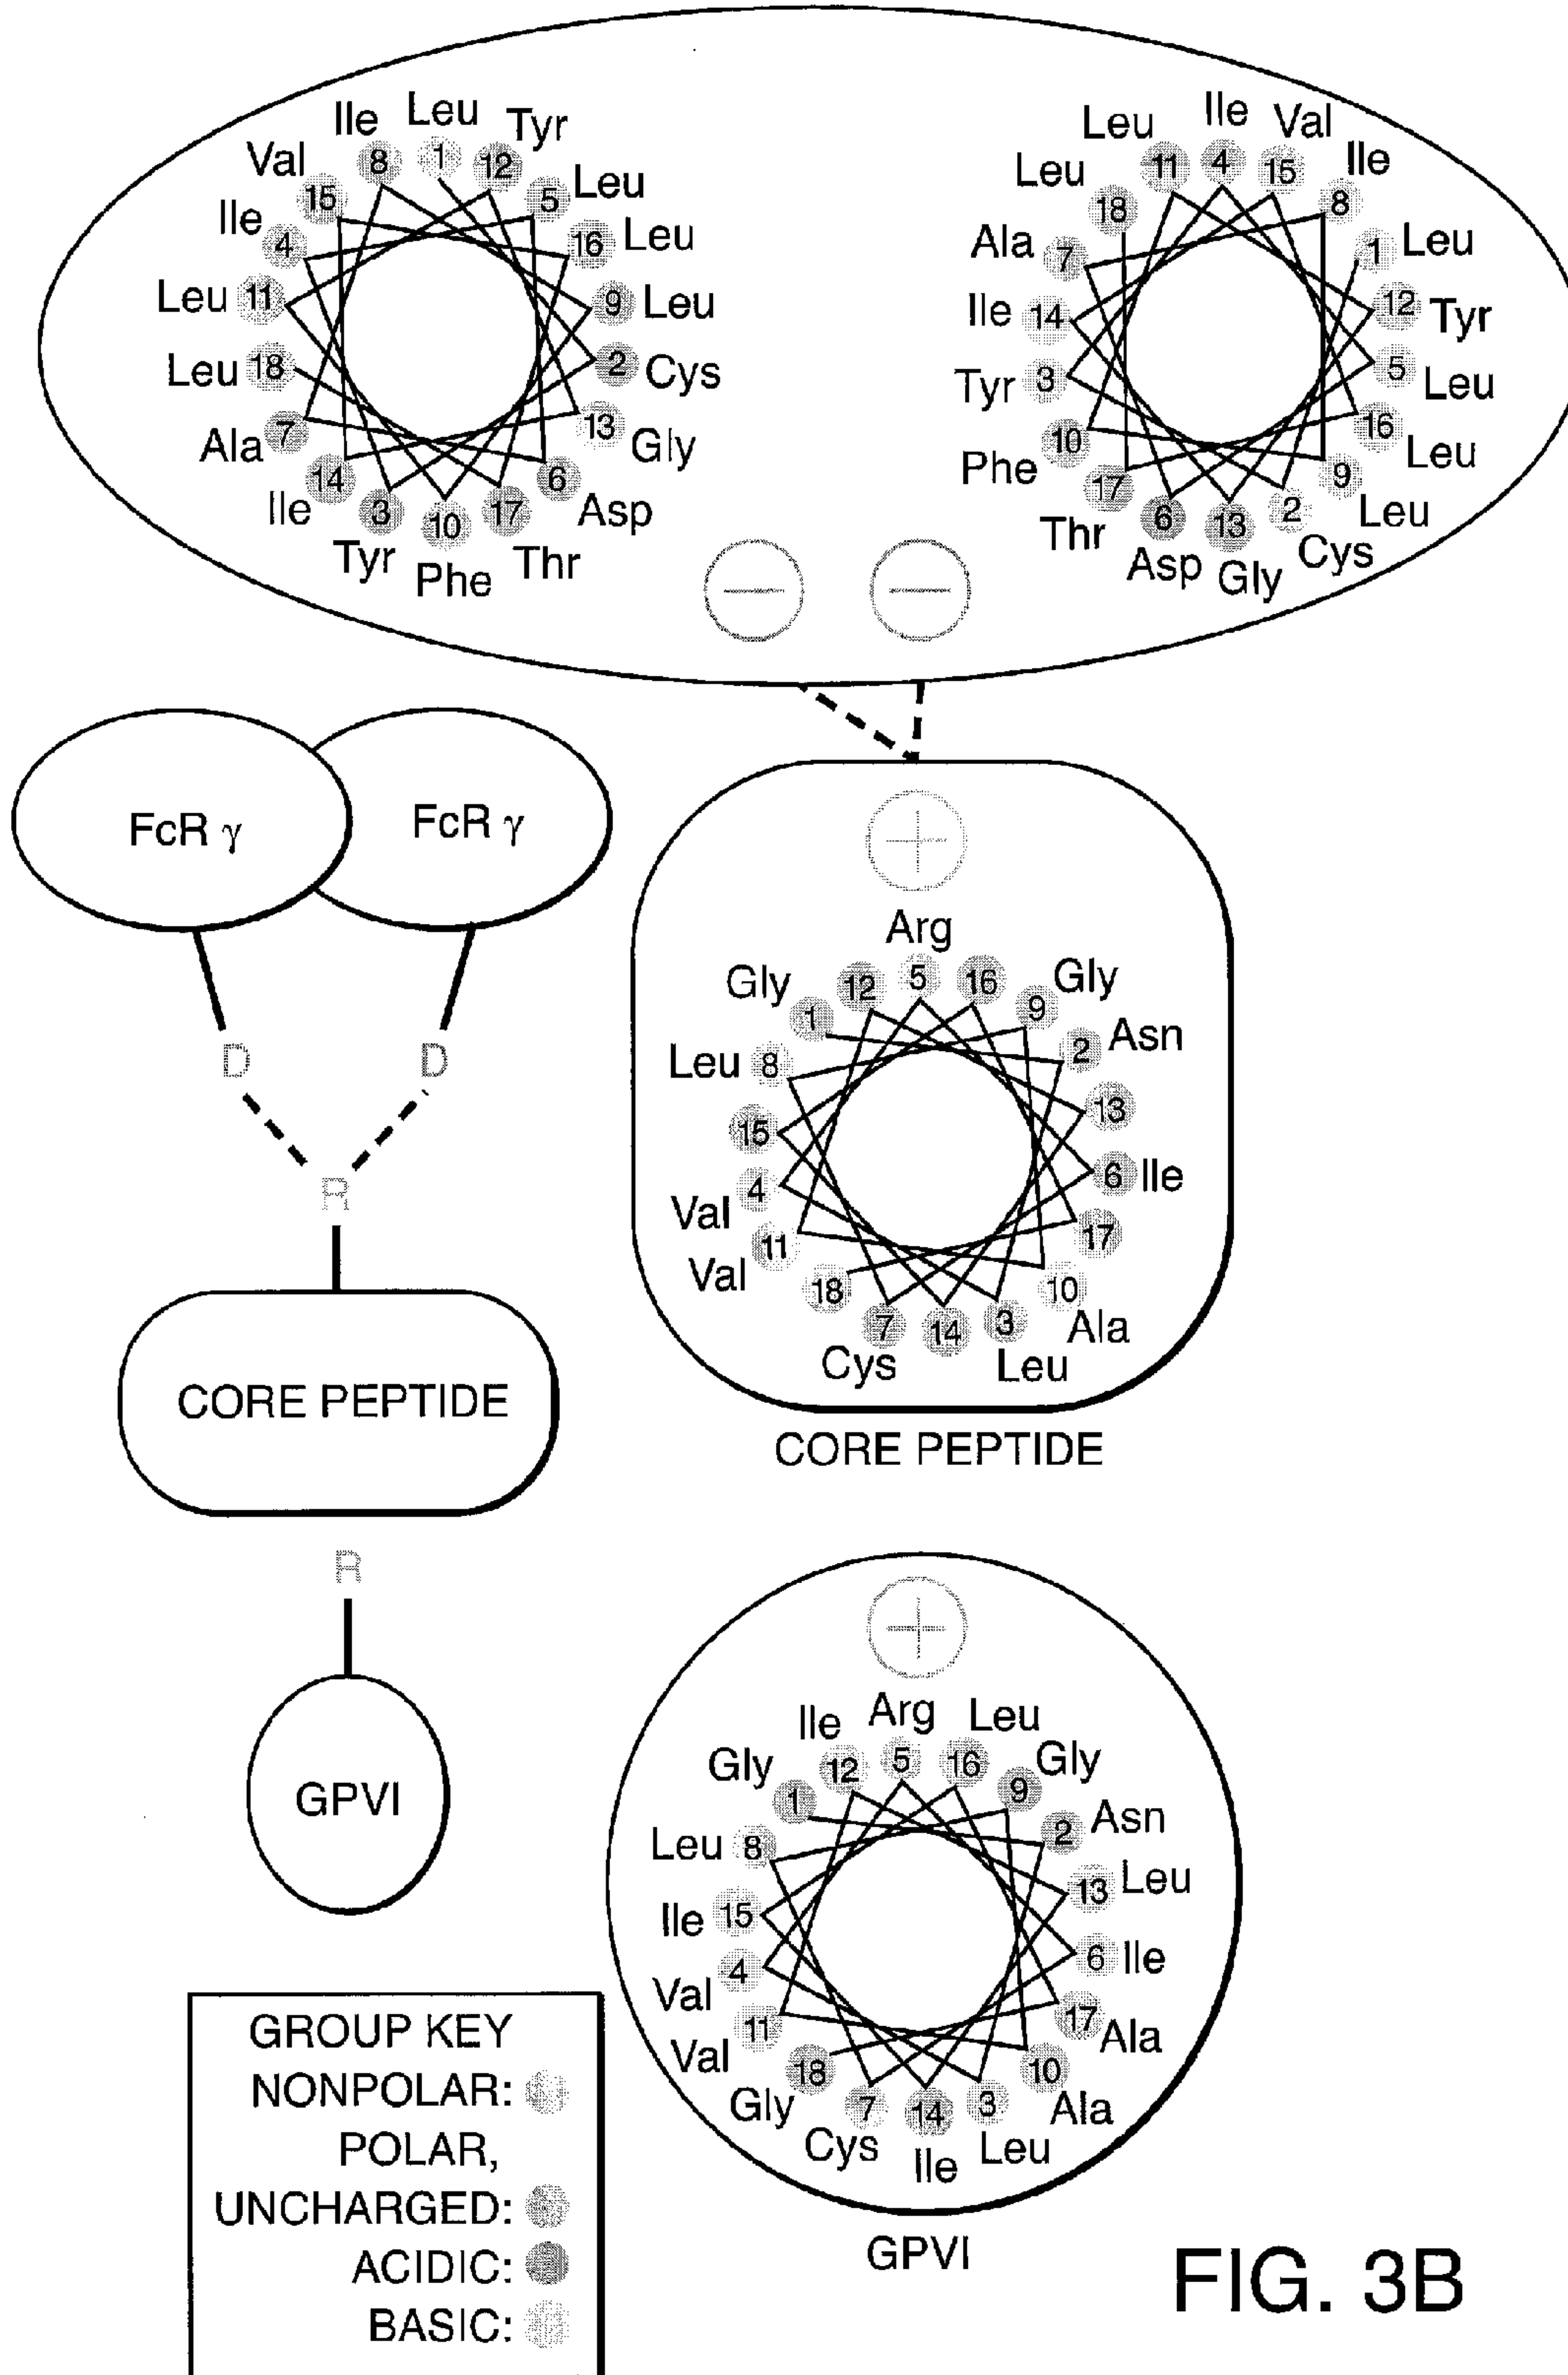 Ile Leu Tyr
Val 8 1 12 Leu
15 5
Ile 4 16 Leu
Leu 11 9 Leu
Leu 18 2 Cys
Ala 7 13 Gly
Ile 14 6 Asp
3 10 17
Tyr Phe Thr
Leu Ile Val
Leu 11 4 15 Ile
18 8
Ala 7 1 Leu
Ile 14 12 Tyr
Tyr 3 5 Leu
Phe 10 16 Leu
Thr 17 9 Leu
6 13 2
Asp Gly Cys
− −
FcR γ FcR γ
D D
R
CORE PEPTIDE
R
GPVI
+
Arg
Gly 12 5 16 Gly
1 9
Leu 8 2 Asn
15 13
Val 4 6 Ile
Val 11 17
18 10 Ala
7 14 3
Cys Leu
CORE PEPTIDE
+
Ile Arg Leu
Gly 12 5 16 Gly
1 9
Leu 8 2 Asn
Ile 15 13 Leu
Val 4 6 Ile
Val 11 17 Ala
Gly 18 10 Ala
7 14 3
Cys Ile Leu
GPVI
GROUP KEY
NONPOLAR:
POLAR,
UNCHARGED:
ACIDIC:
BASIC:
FIG. 3B